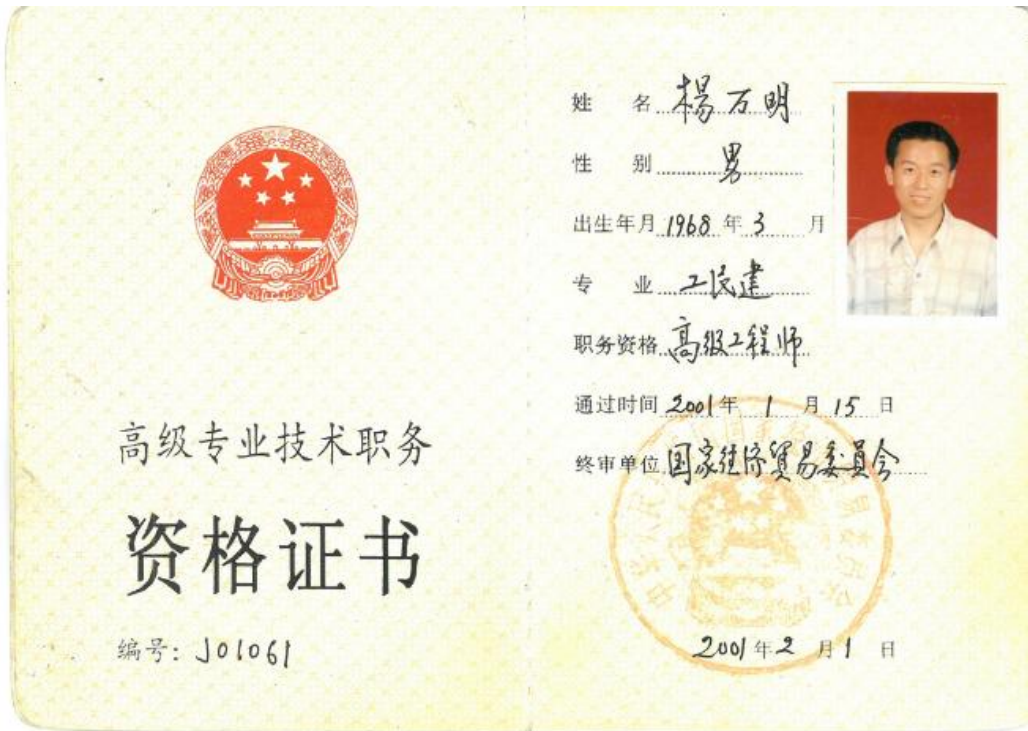 高级专业技术职务
资格证书
编号：J01061
姓 名 楊万明
性 别 男
出生年月 1968 年 3 月
专 业 工民建
职务资格 高级工程师
通过时间 2001 年 1 月 15 日
终审单位 国家经济贸易委員会
2001 年 2 月 1 日